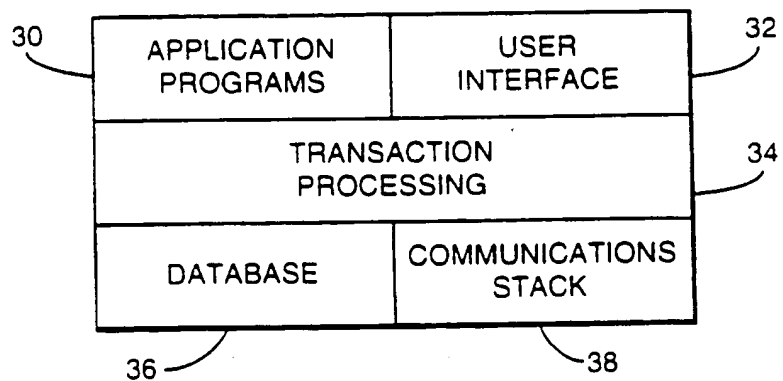 30
APPLICATION
PROGRAMS
USER
INTERFACE
32
TRANSACTION
PROCESSING
34
DATABASE
COMMUNICATIONS
STACK
36
38